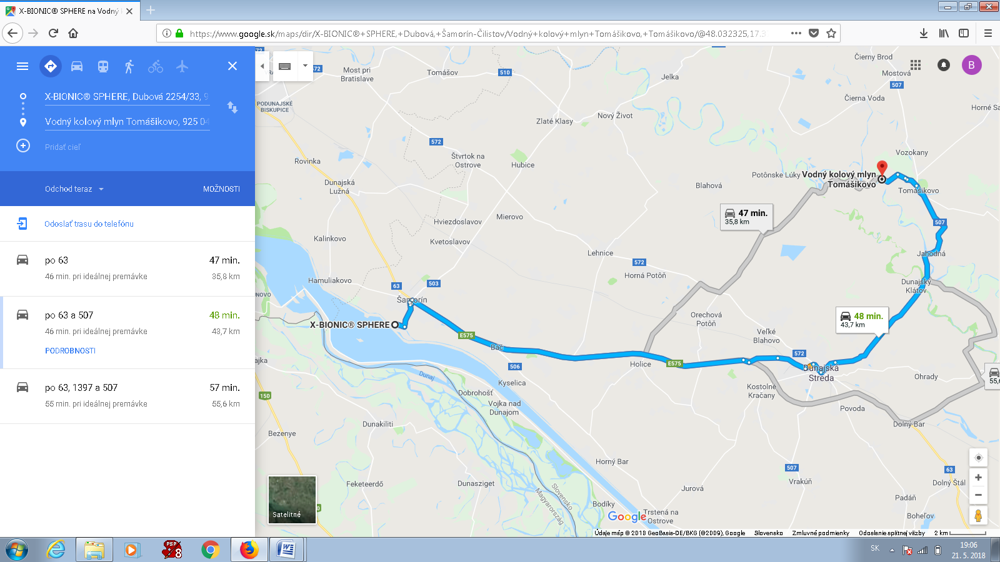 X-BIONIC® SPHERE na Vodný
https://www.google.sk/maps/dir/X-BIONIC®+SPHERE,+Dubová,+Šamorín-Čilistov/Vodný+kolový+mlyn+Tomášikovo,+Tomášikovo/@48.032325,17.3
X-BIONIC® SPHERE, Dubová 2254/33, 9
Vodný kolový mlyn Tomášikovo, 925 04
Pridať cieľ
Odchod teraz
MOŽNOSTI
Odoslať trasu do telefónu
po 63
47 min.
46 min. pri ideálnej premávke
35,8 km
po 63 a 507
48 min.
46 min. pri ideálnej premávke
43,7 km
PODROBNOSTI
po 63, 1397 a 507
57 min.
55 min. pri ideálnej premávke
55,6 km
B
572
572
Most pri
Bratislave
Tomášov
510
Jelka
Čierny Brod
Mostová
507
Čierna Voda
Horné Sa
PODUNAJSKÉ
BISKUPICE
Zlaté Klasy
Nový Život
572
Štvrtok na
Ostrove
Hubice
Rovinka
Vozokany
Potônske Lúky
Vodný kolový mlyn
Tomášikovo
Tomášikovo
Dunajská
Lužná
Blahová
47 min.
35,8 km
Hviezdoslavov
Mierovo
507
Kalinkovo
Kvetoslavov
Lehnice
Jahodná
572
Horná Potôň
Hamuliakovo
503
63
Dunajský
Klátov
Šamorín
X-BIONIC® SPHERE
Orechová
Potôň
48 min.
43,7 km
E575
Veľké
Blahovo
Báč
572
506
Holice
E575
Dunajská
Streda
Kyselica
Ohrady
55,6
Dunaj
Dobrohošť
Kostolné
Kračany
150
Vojka nad
Dunajom
Povoda
Dunakiliti
Dolný Bar
Bezenye
Horný Bar
507
63
Feketeerdő
Dunasziget
Vrakúň
Dolný Štál
Jurová
Slovensko
Magyarország
Padáň
Bodíky
Trstená na
Ostrove
Boheľov
Satelitné
Google
Údaje máp © 2018 GeoBasis-DE/BKG (©2009), Google
Slovensko
Zmluvné podmienky
Odoslanie spätnej väzby
2 km
PSP
8
SK
19:06
21. 5. 2018